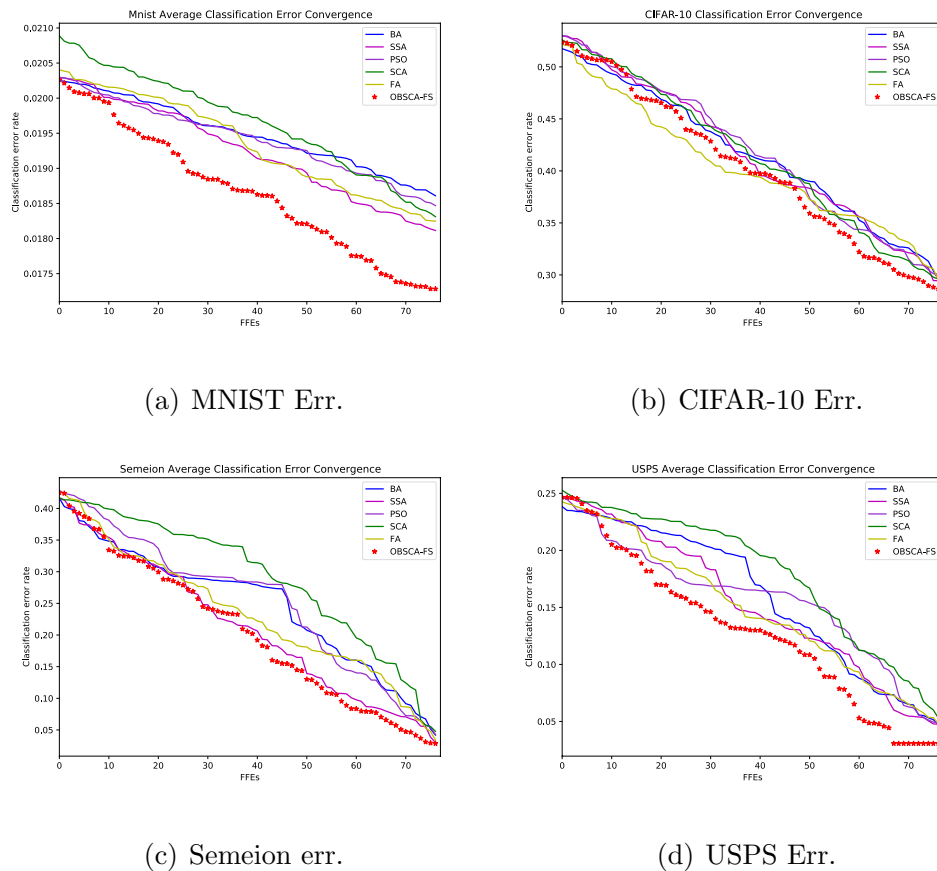 Mnist Average Classification Error Convergence
0,0210
0,0205
0,0200
0,0195
0,0190
0,0185
0,0180
0,0175
Classification error rate
0 10 20 30 40 50 60 70
FFEs
BA
SSA
PSO
SCA
FA
OBSCA-FS
(a) MNIST Err.
CIFAR-10 Classification Error Convergence
0,50
0,45
0,40
0,35
0,30
Classification error rate
0 10 20 30 40 50 60 70
FFEs
BA
SSA
PSO
SCA
FA
OBSCA-FS
(b) CIFAR-10 Err.
Semeion Average Classification Error Convergence
0.40
0.35
0.30
0.25
0.20
0.15
0.10
0.05
Classification error rate
0 10 20 30 40 50 60 70
FFEs
BA
SSA
PSO
SCA
FA
OBSCA-FS
(c) Semeion err.
USPS Average Classification Error Convergence
0.25
0.20
0.15
0.10
0.05
Classification error rate
0 10 20 30 40 50 60 70
FFEs
BA
SSA
PSO
SCA
FA
OBSCA-FS
(d) USPS Err.